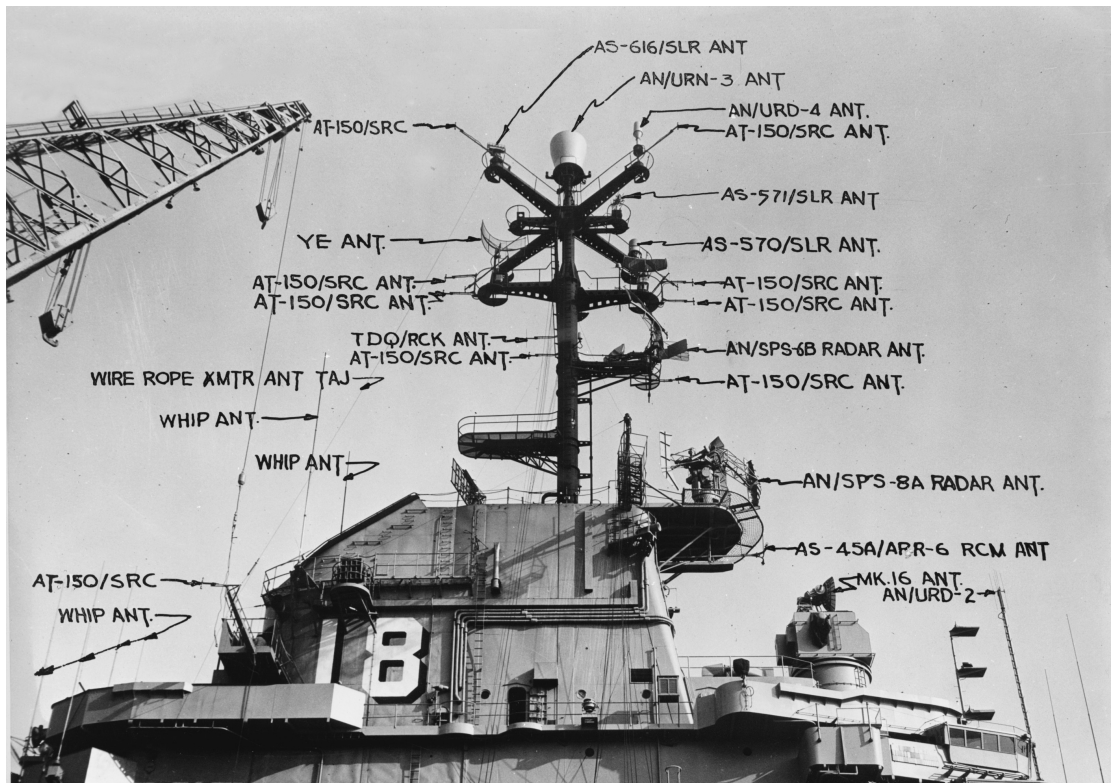 AS-616/SLR ANT
AN/URN-3 ANT
AN/URD-4 ANT.
AT-150/SRC
AT-150/SRC ANT.
AS-571/SLR ANT
YE ANT.
AS-570/SLR ANT.
AT-150/SRC ANT.
AT-150/SRC ANT.
AT-150/SRC ANT.
AT-150/SRC ANT.
TDQ/RCK ANT.
AN/SPS-6B RADAR ANT.
AT-150/SRC ANT.
WIRE ROPE XMTR ANT TAJ
AT-150/SRC ANT.
WHIP ANT.
WHIP ANT
AN/SPS-8A RADAR ANT.
AS-45A/APR-6 RCM ANT
AT-150/SRC
MK.16 ANT.
AN/URD-2
WHIP ANT.
18